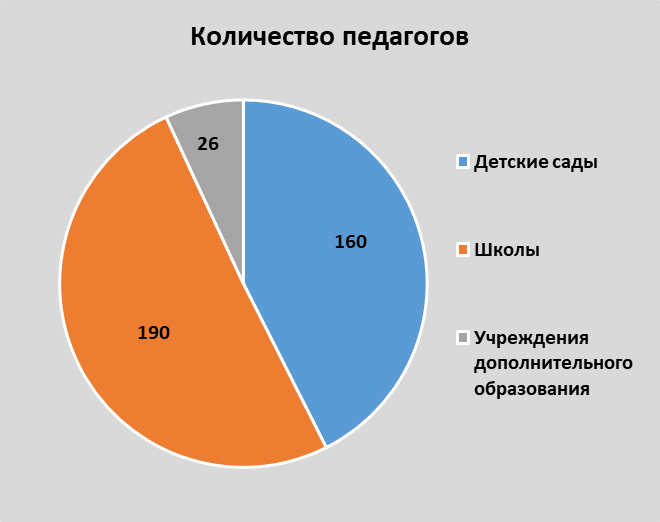 Количество педагогов
26
160
190
Детские сады
Школы
Учреждения
дополнительного
образования